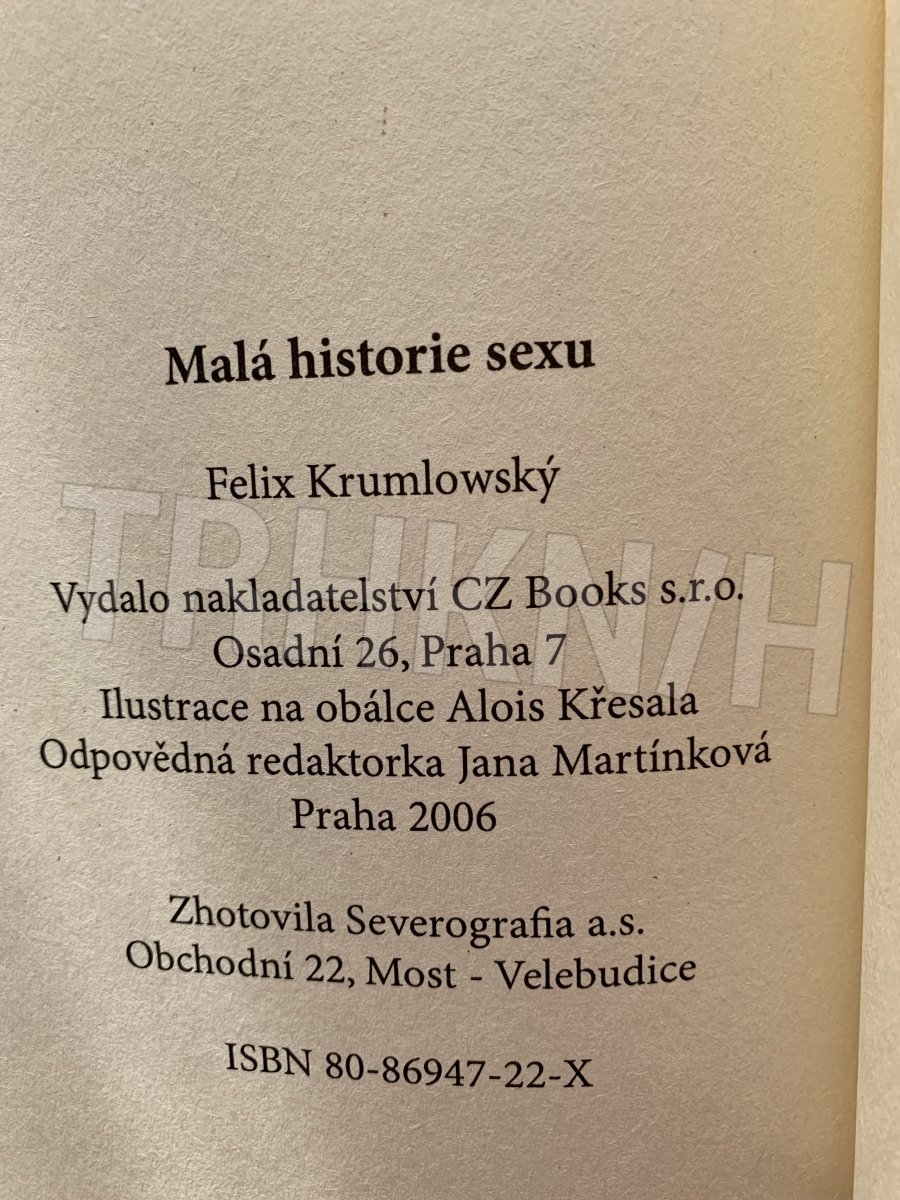 Malá historie sexu
Felix Krumlowský
TRHKN/H
Vydalo nakladatelství CZ Books s.r.o.
Osadní 26, Praha 7
Ilustrace na obálce Alois Křesala
Odpovědná redaktorka Jana Martínková
Praha 2006
Zhotovila Severografia a.s.
Obchodní 22, Most - Velebudice
ISBN 80-86947-22-X